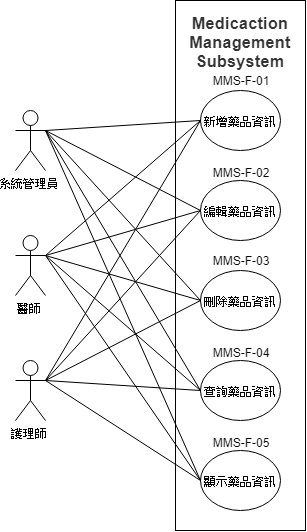 Medicaction
Management
Subsystem
MMS-F-01
新增藥品資訊
系統管理員
MMS-F-02
編輯藥品資訊
MMS-F-03
刪除藥品資訊
醫師
MMS-F-04
查詢藥品資訊
護理師
MMS-F-05
顯示藥品資訊